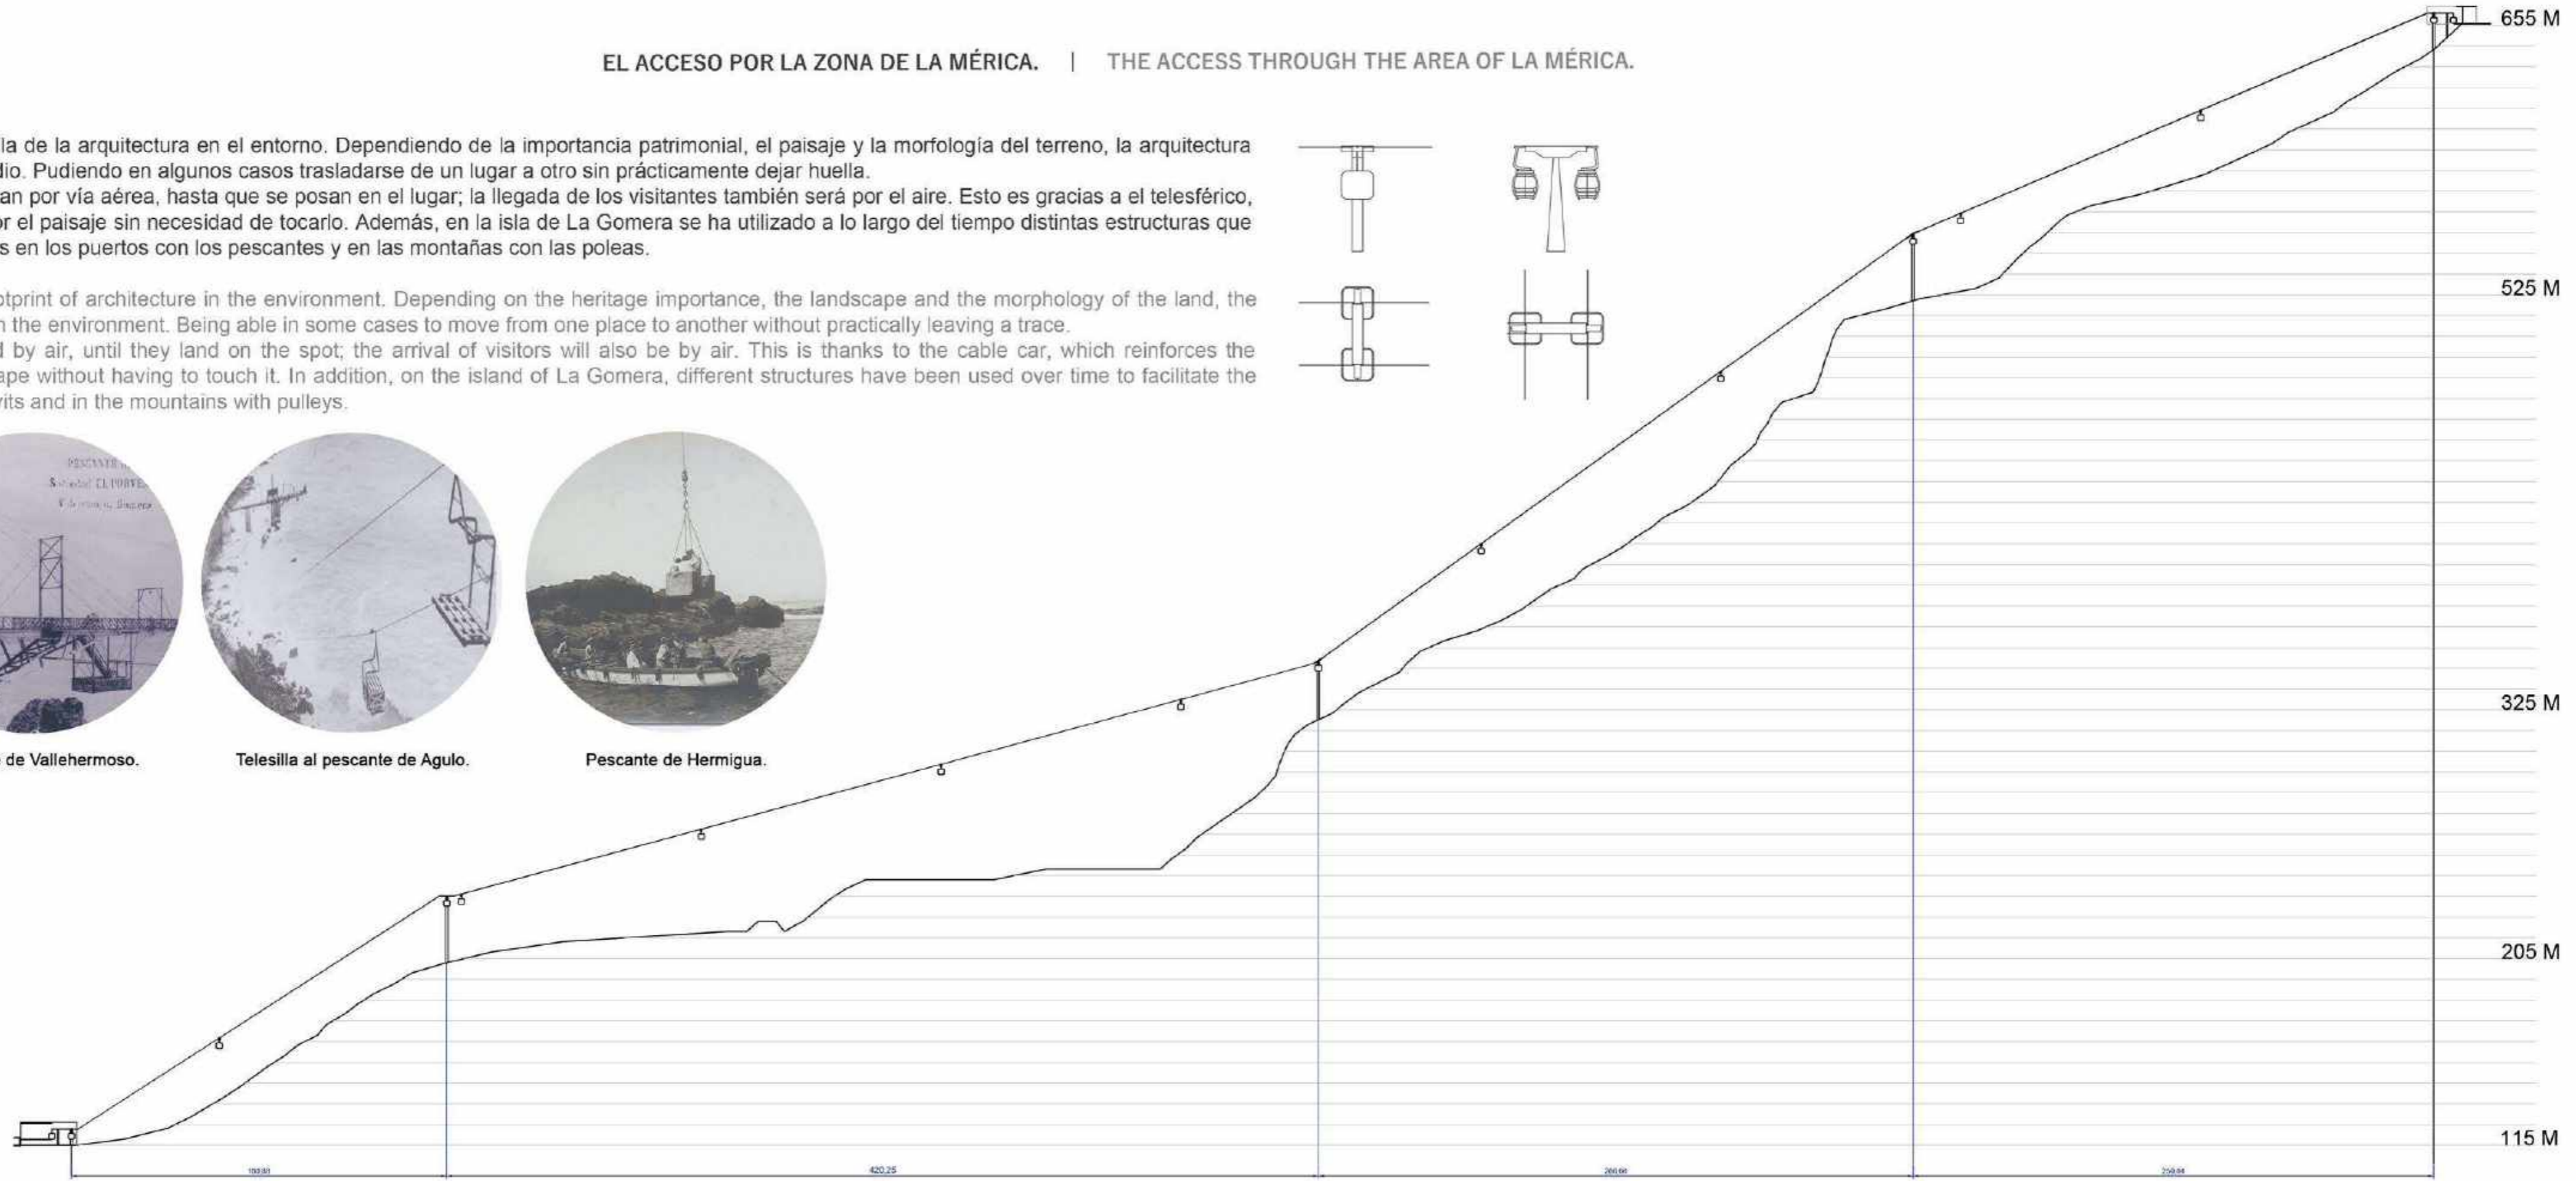 EL ACCESO POR LA ZONA DE LA MÉRICA. | THE ACCESS THROUGH THE AREA OF LA MÉRICA.
la de la arquitectura en el entorno. Dependiendo de la importancia patrimonial, el paisaje y la morfología del terreno, la arquitectura
dio. Pudiendo en algunos casos trasladarse de un lugar a otro sin prácticamente dejar huella.
an por vía aérea, hasta que se posan en el lugar; la llegada de los visitantes también será por el aire. Esto es gracias a el telesférico,
or el paisaje sin necesidad de tocarlo. Además, en la isla de La Gomera se ha utilizado a lo largo del tiempo distintas estructuras que
s en los puertos con los pescantes y en las montañas con las poleas.
otprint of architecture in the environment. Depending on the heritage importance, the landscape and the morphology of the land, the
n the environment. Being able in some cases to move from one place to another without practically leaving a trace.
d by air, until they land on the spot; the arrival of visitors will also be by air. This is thanks to the cable car, which reinforces the
ape without having to touch it. In addition, on the island of La Gomera, different structures have been used over time to facilitate the
vits and in the mountains with pulleys.
PESCANTE
Sociedad EL PORVE
de Vallehermoso.
Telesilla al pescante de Agulo.
Pescante de Hermigua.
655 M
525 M
325 M
205 M
115 M
420,25